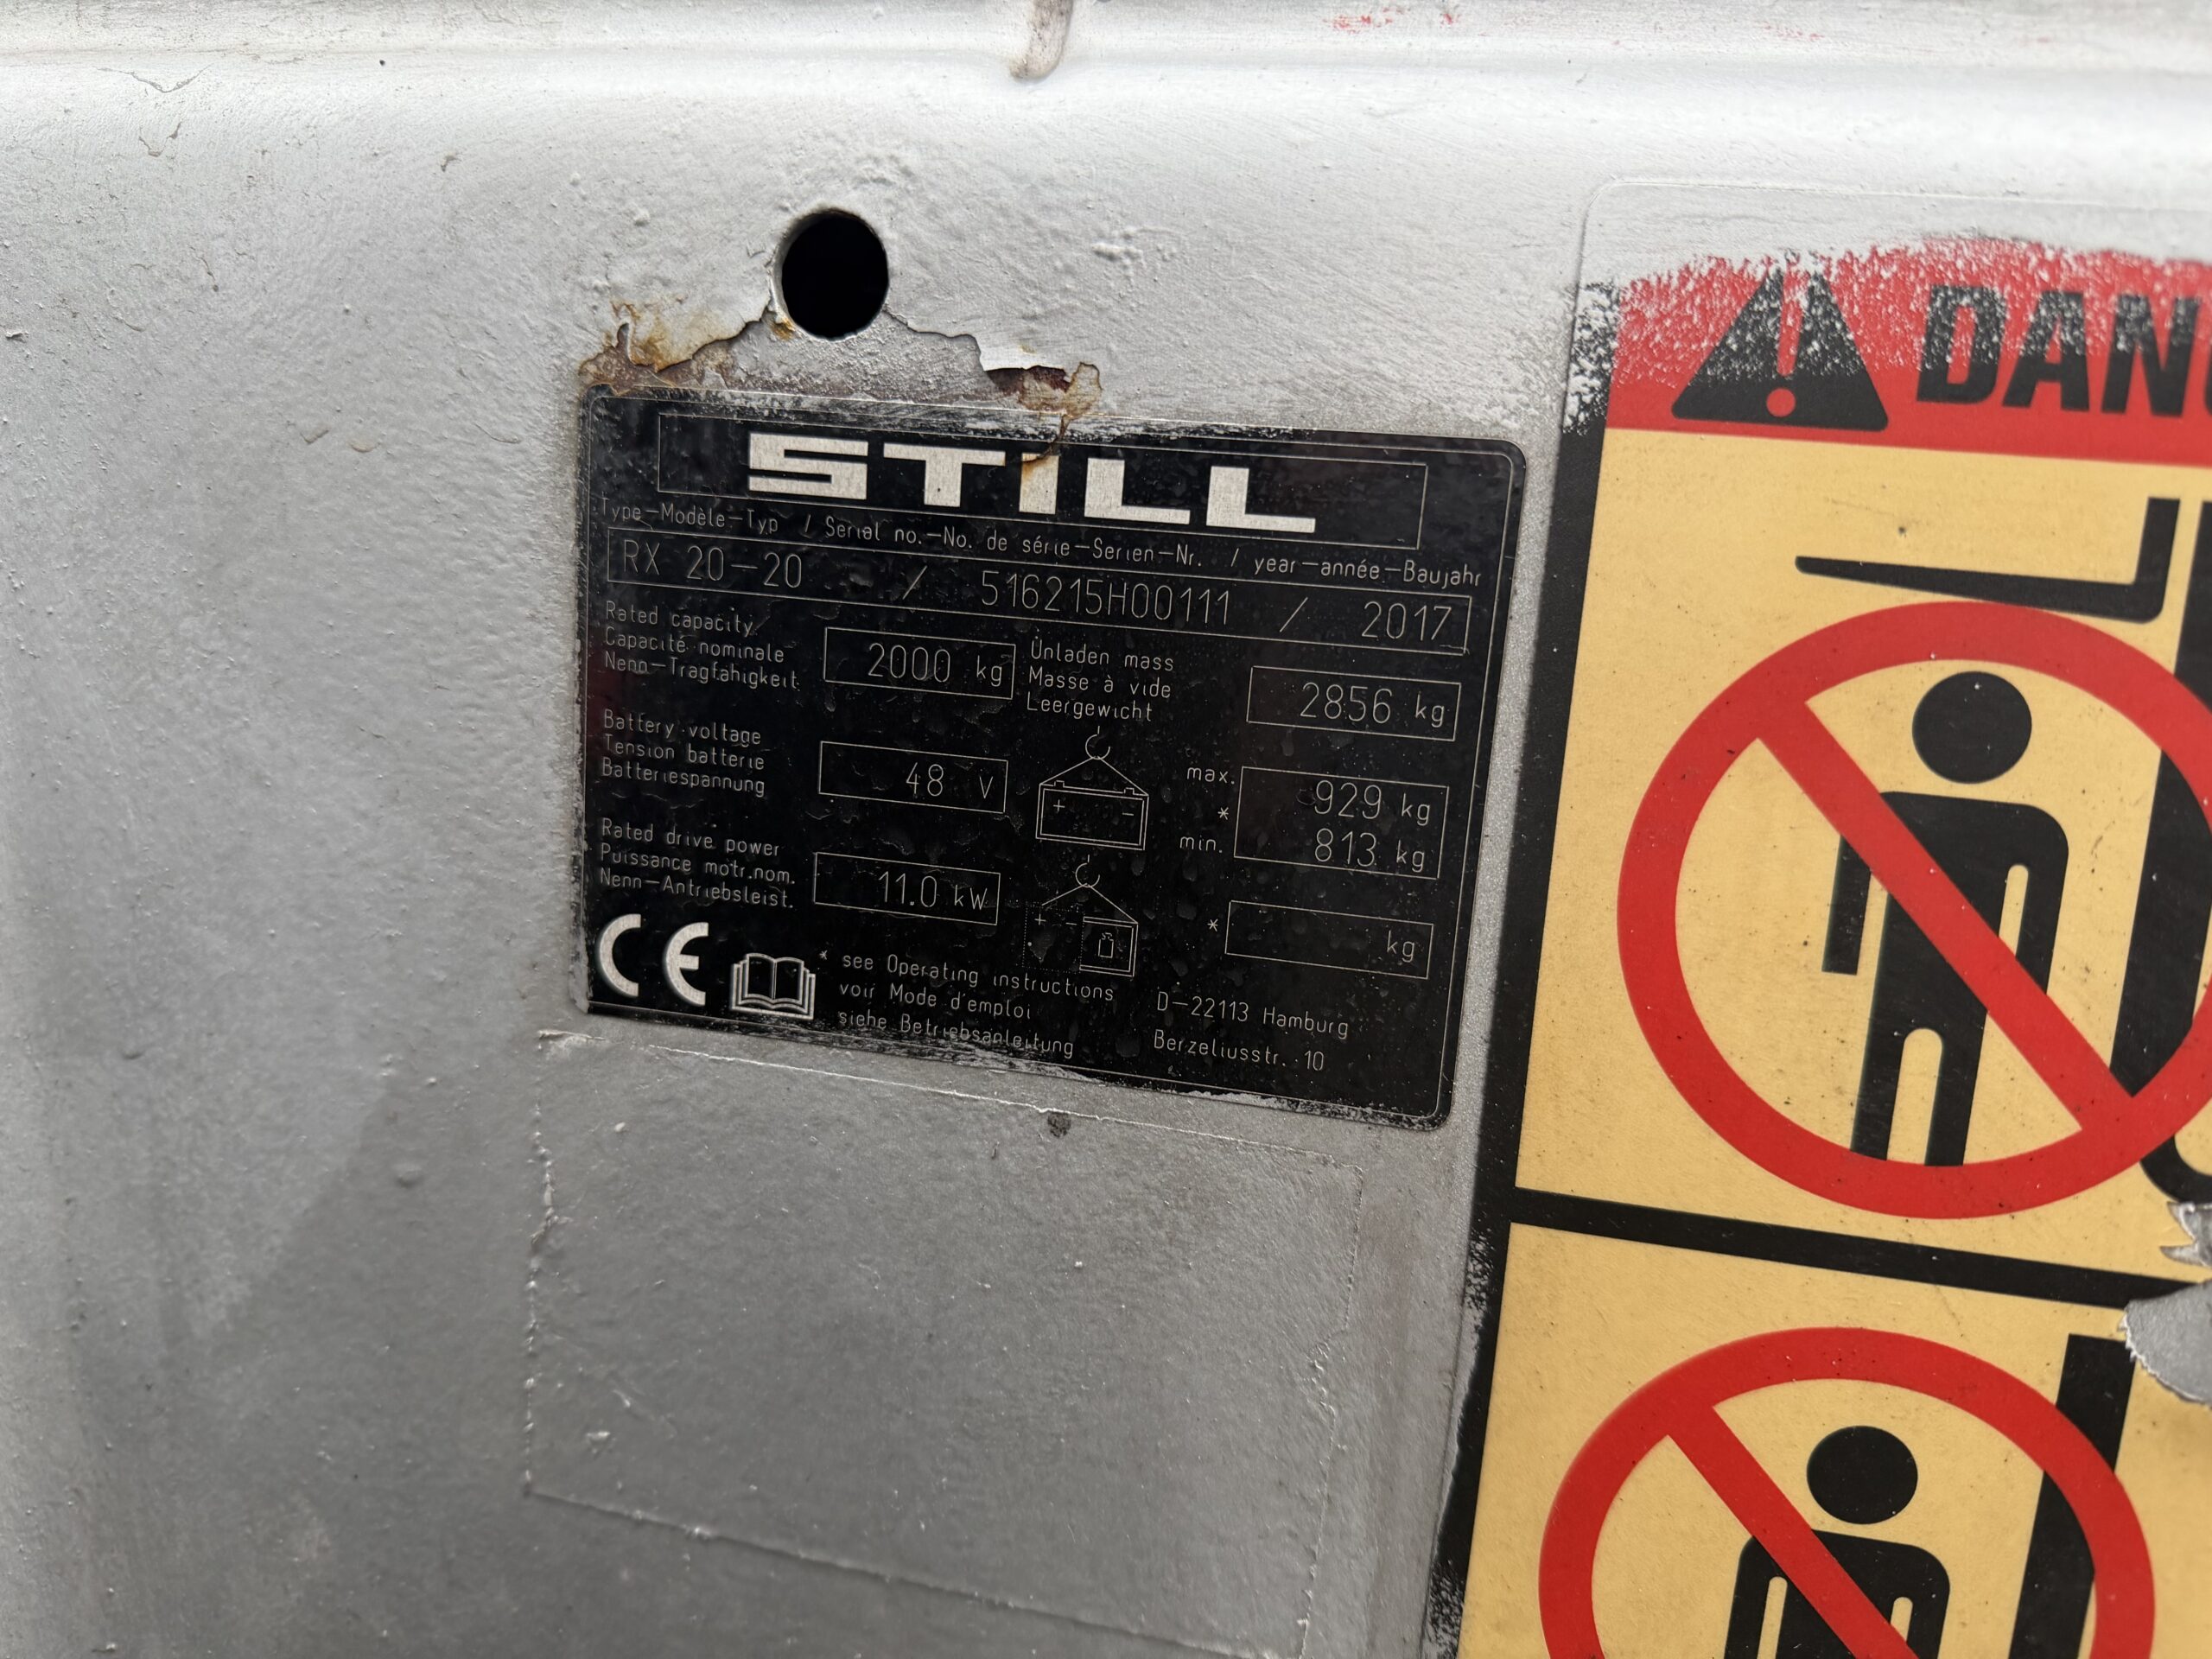 STILL
Type-Modèle-Typ / Serial no.-No. de série-Serien-Nr. / year-année-Baujahr
RX 20-20 - / 516215H00111 / 2017
Rated capacity
Capacité nominale
Nenn-Tragfähigkeit
2000 kg
Unladen mass
Masse à vide
Leergewicht
2856 kg
Battery voltage
Tension batterie
Batteriespannung
48 V
+ -
max.
*
min.
929 kg
813 kg
Rated drive power
Puissance motr.nom.
Nenn-Antriebsleist.
11.0 kW
+ -
*
kg
CE
* see Operating instructions
voir Mode d'emploi
siehe Betriebsanleitung
D-22113 Hamburg
Berzeliusstr. 10